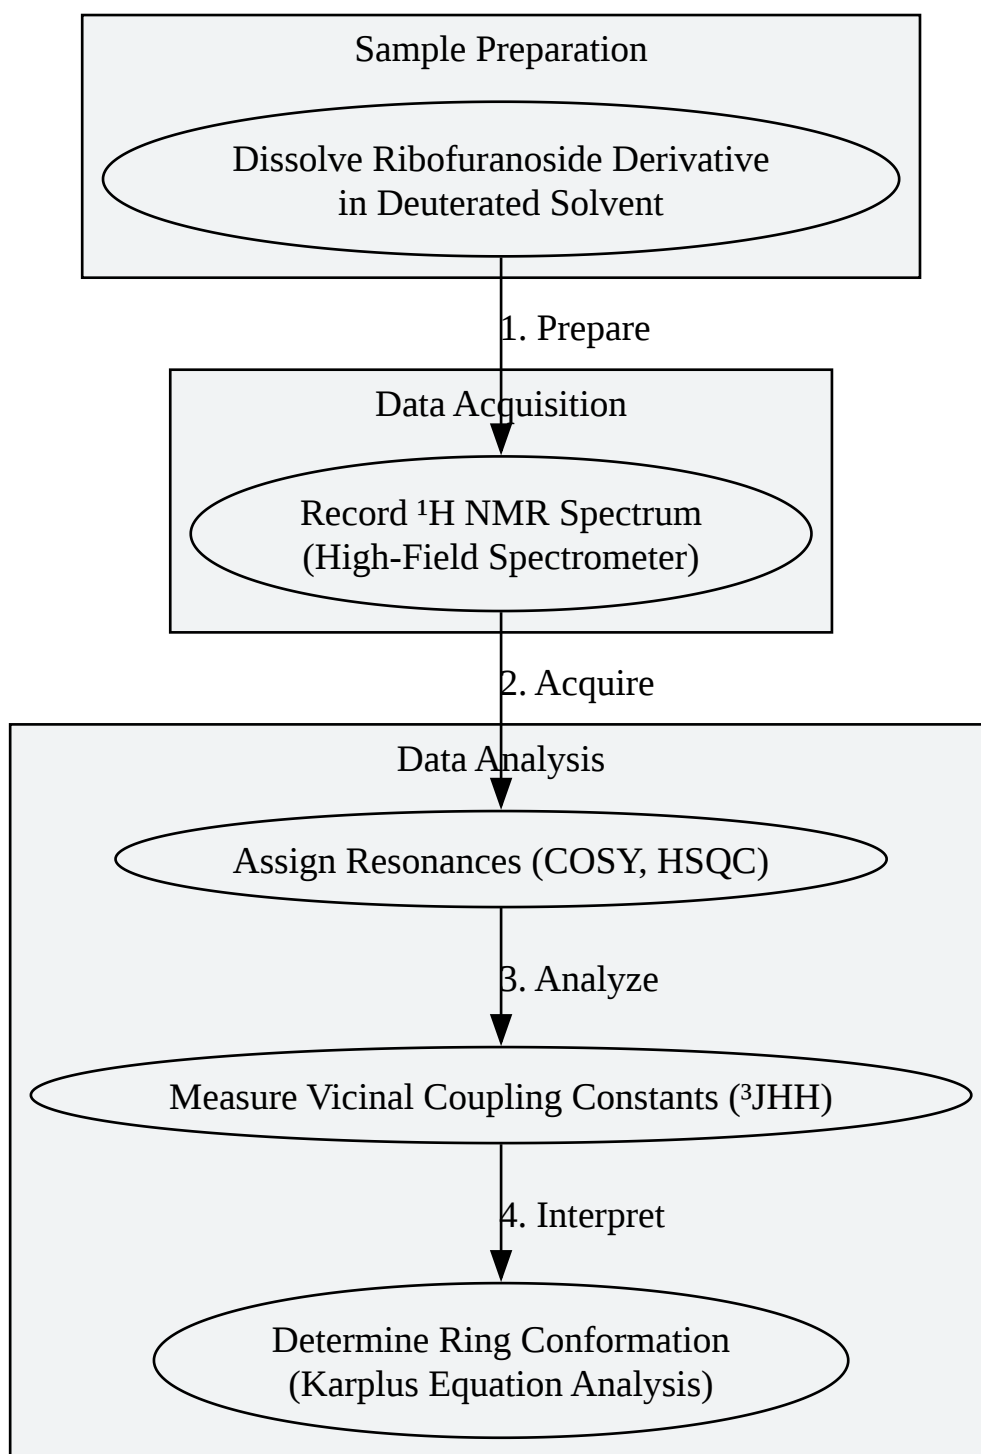 Sample Preparation
Dissolve Ribofuranoside Derivative
in Deuterated Solvent
1. Prepare
Data Acquisition
Record ¹H NMR Spectrum
(High-Field Spectrometer)
2. Acquire
Data Analysis
Assign Resonances (COSY, HSQC)
3. Analyze
Measure Vicinal Coupling Constants (³JHH)
4. Interpret
Determine Ring Conformation
(Karplus Equation Analysis)